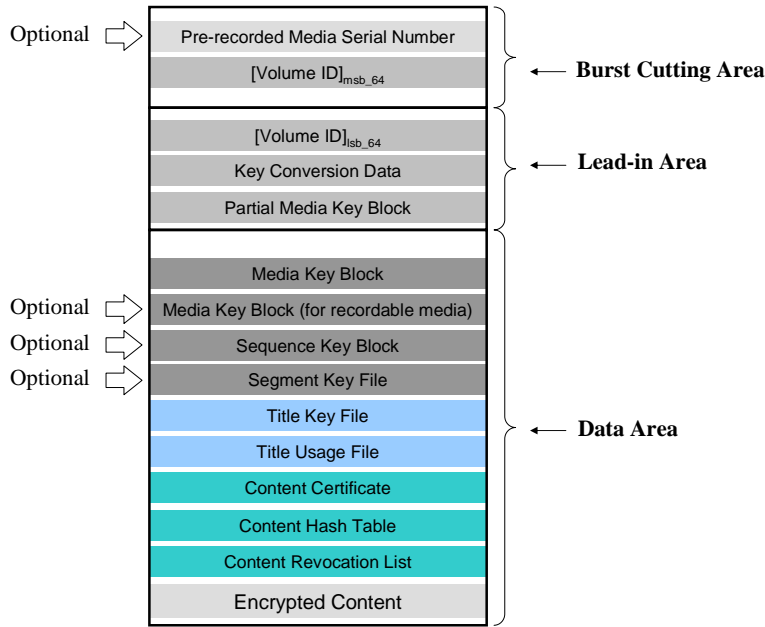 Optional
Pre-recorded Media Serial Number
[Volume ID]msb_64
Burst Cutting Area
[Volume ID]lsb_64
Key Conversion Data
Lead-in Area
Partial Media Key Block
Media Key Block
Optional
Media Key Block (for recordable media)
Optional
Sequence Key Block
Optional
Segment Key File
Title Key File
Data Area
Title Usage File
Content Certificate
Content Hash Table
Content Revocation List
Encrypted Content